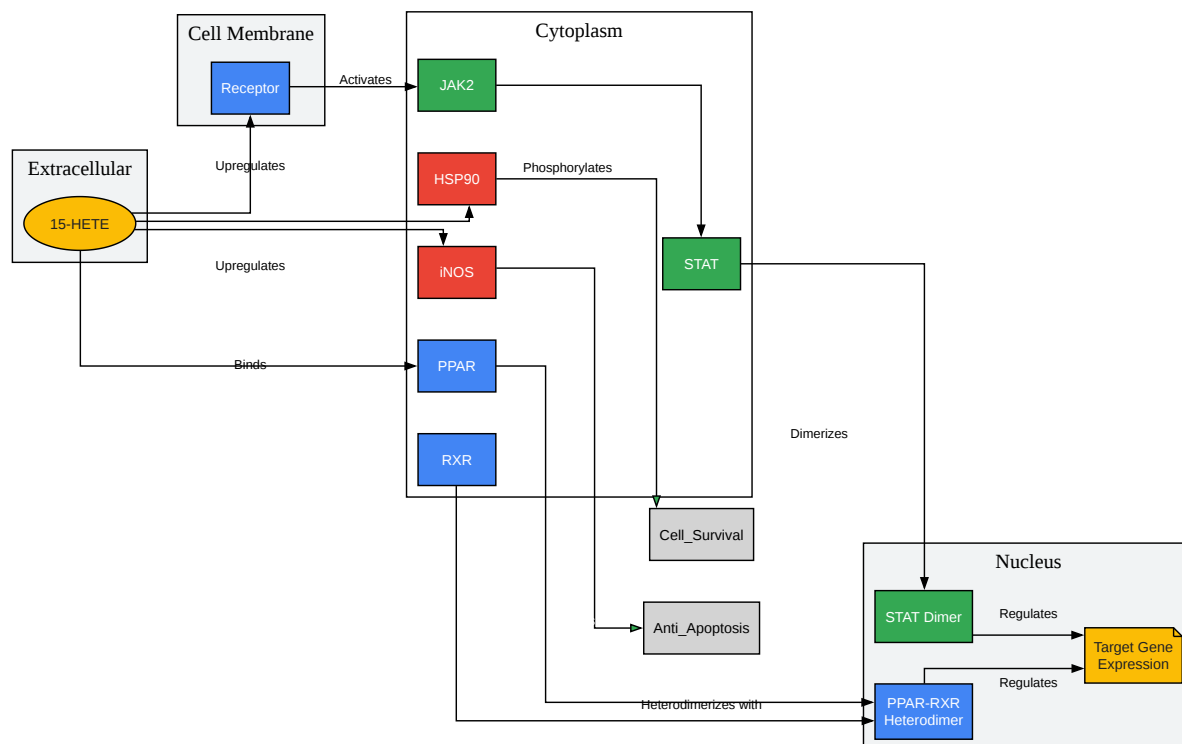 Cell Membrane
Cytoplasm
Receptor
Activates
JAK2
Extracellular
Upregulates
HSP90
Phosphorylates
15-HETE
Upregulates
iNOS
STAT
Binds
PPAR
Dimerizes
RXR
Cell_Survival
Nucleus
STAT Dimer
Regulates
Anti_Apoptosis
Target Gene
Expression
Regulates
Heterodimerizes with
PPAR-RXR
Heterodimer